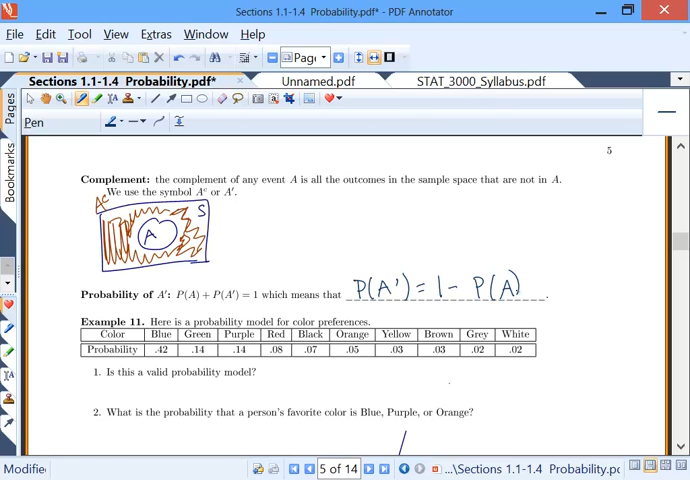 Sections 1.1-1.4 Probability.pdf* - PDF Annotator
File Edit Tool View Extras Window Help
Page
Sections 1.1-1.4 Probability.pdf* Unnamed.pdf STAT_3000_Syllabus.pdf
Pen
Pages
Bookmarks
5
Complement: the complement of any event A is all the outcomes in the sample space that are not in A.
We use the symbol Aᶜ or A′.
Aᶜ
S
A
Probability of A′: P(A) + P(A′) = 1 which means that P(A′) = 1 - P(A).
Example 11. Here is a probability model for color preferences.
Color Blue Green Purple Red Black Orange Yellow Brown Grey White
Probability .42 .14 .14 .08 .07 .05 .03 .03 .02 .02
1. Is this a valid probability model?
2. What is the probability that a person's favorite color is Blue, Purple, or Orange?
Modifie 5 of 14 ...\Sections 1.1-1.4 Probability.pc